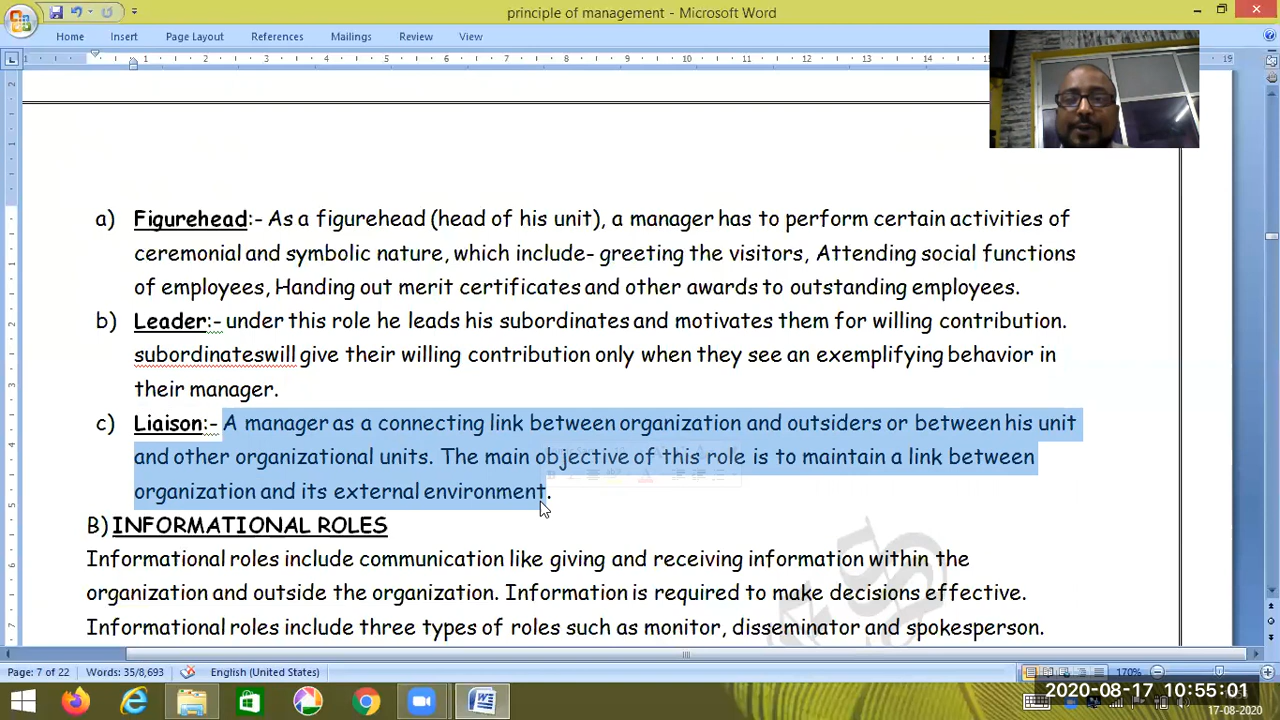 principle of management - Microsoft Word
Home Insert Page Layout References Mailings Review View
a) Figurehead:- As a figurehead (head of his unit), a manager has to perform certain activities of
ceremonial and symbolic nature, which include- greeting the visitors, Attending social functions
of employees, Handing out merit certificates and other awards to outstanding employees.
b) Leader:- under this role he leads his subordinates and motivates them for willing contribution.
subordinateswill give their willing contribution only when they see an exemplifying behavior in
their manager.
c) Liaison:- A manager as a connecting link between organization and outsiders or between his unit
and other organizational units. The main objective of this role is to maintain a link between
organization and its external environment.
B) INFORMATIONAL ROLES
Informational roles include communication like giving and receiving information within the
organization and outside the organization. Information is required to make decisions effective.
Informational roles include three types of roles such as monitor, disseminator and spokesperson.
Page: 7 of 22 Words: 35/8,693 English (United States) 170%
2020-08-17 10:55:01
17-08-2020